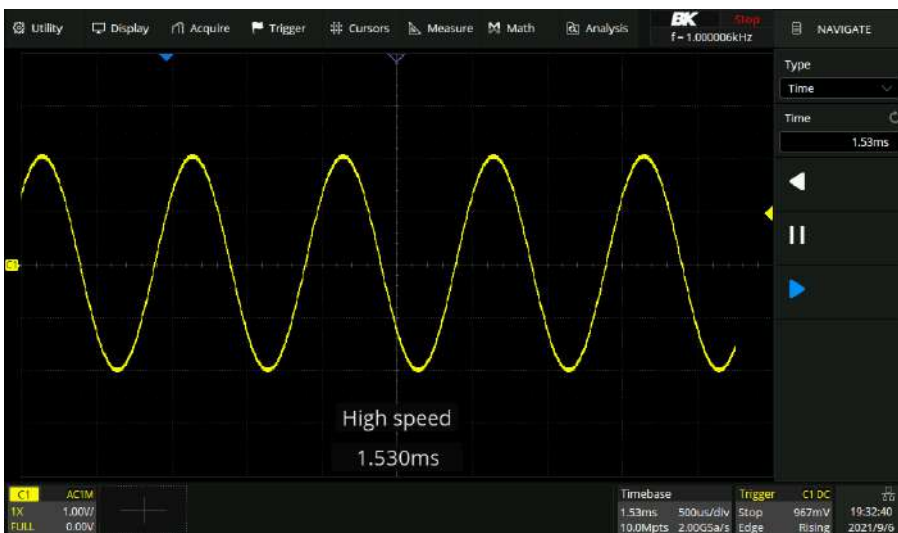 Utility Display Acquire Trigger Cursors Measure Math Analysis BK Stop NAVIGATE
f = 1.000006kHz
Type
Time
Time
1.53ms
C1
High speed
1.530ms
C1 AC1M Timebase Trigger C1 DC
1X 1.00V/ 1.53ms 500us/div Stop 967mV 19:32:40
FULL 0.00V 10.0Mpts 2.00GSa/s Edge Rising 2021/9/6